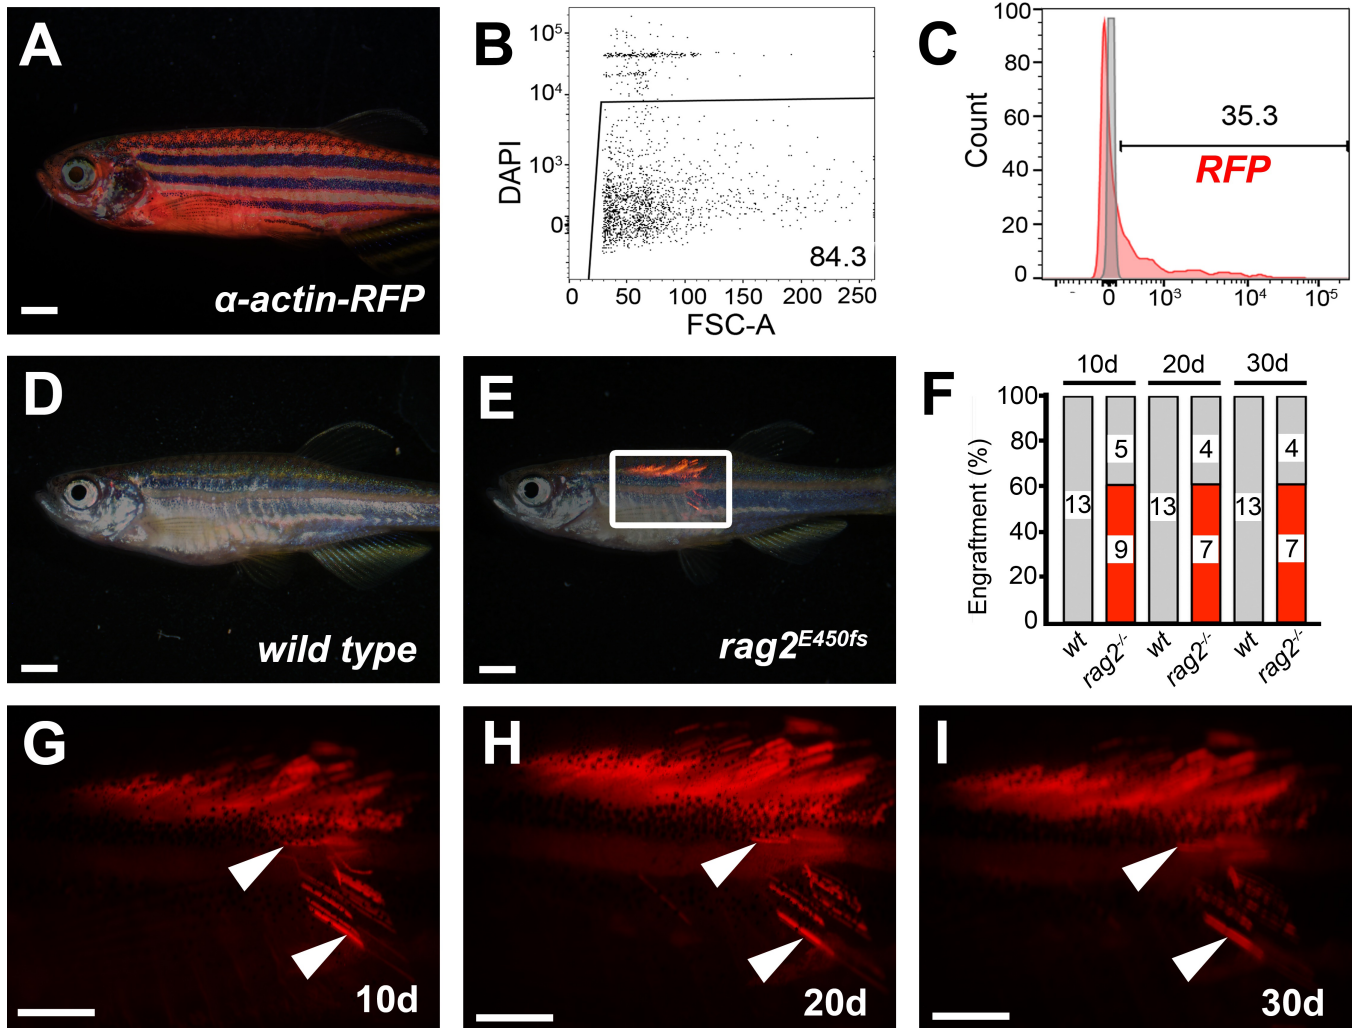 A
α-actin-RFP
B
DAPI
10⁵
10⁴
10³
0
84.3
0 50 100 150 200 250
FSC-A
C
Count
100
80
60
40
20
0
35.3
RFP
- 0 10³ 10⁴ 10⁵
D
wild type
E
rag2ᴱ⁴⁵⁰ᶠˢ
F
10d 20d 30d
Engraftment (%)
100
80
60
40
20
0
5 4 4
13 13 13
9 7 7
wt rag2⁻/⁻ wt rag2⁻/⁻ wt rag2⁻/⁻
G
10d
H
20d
I
30d